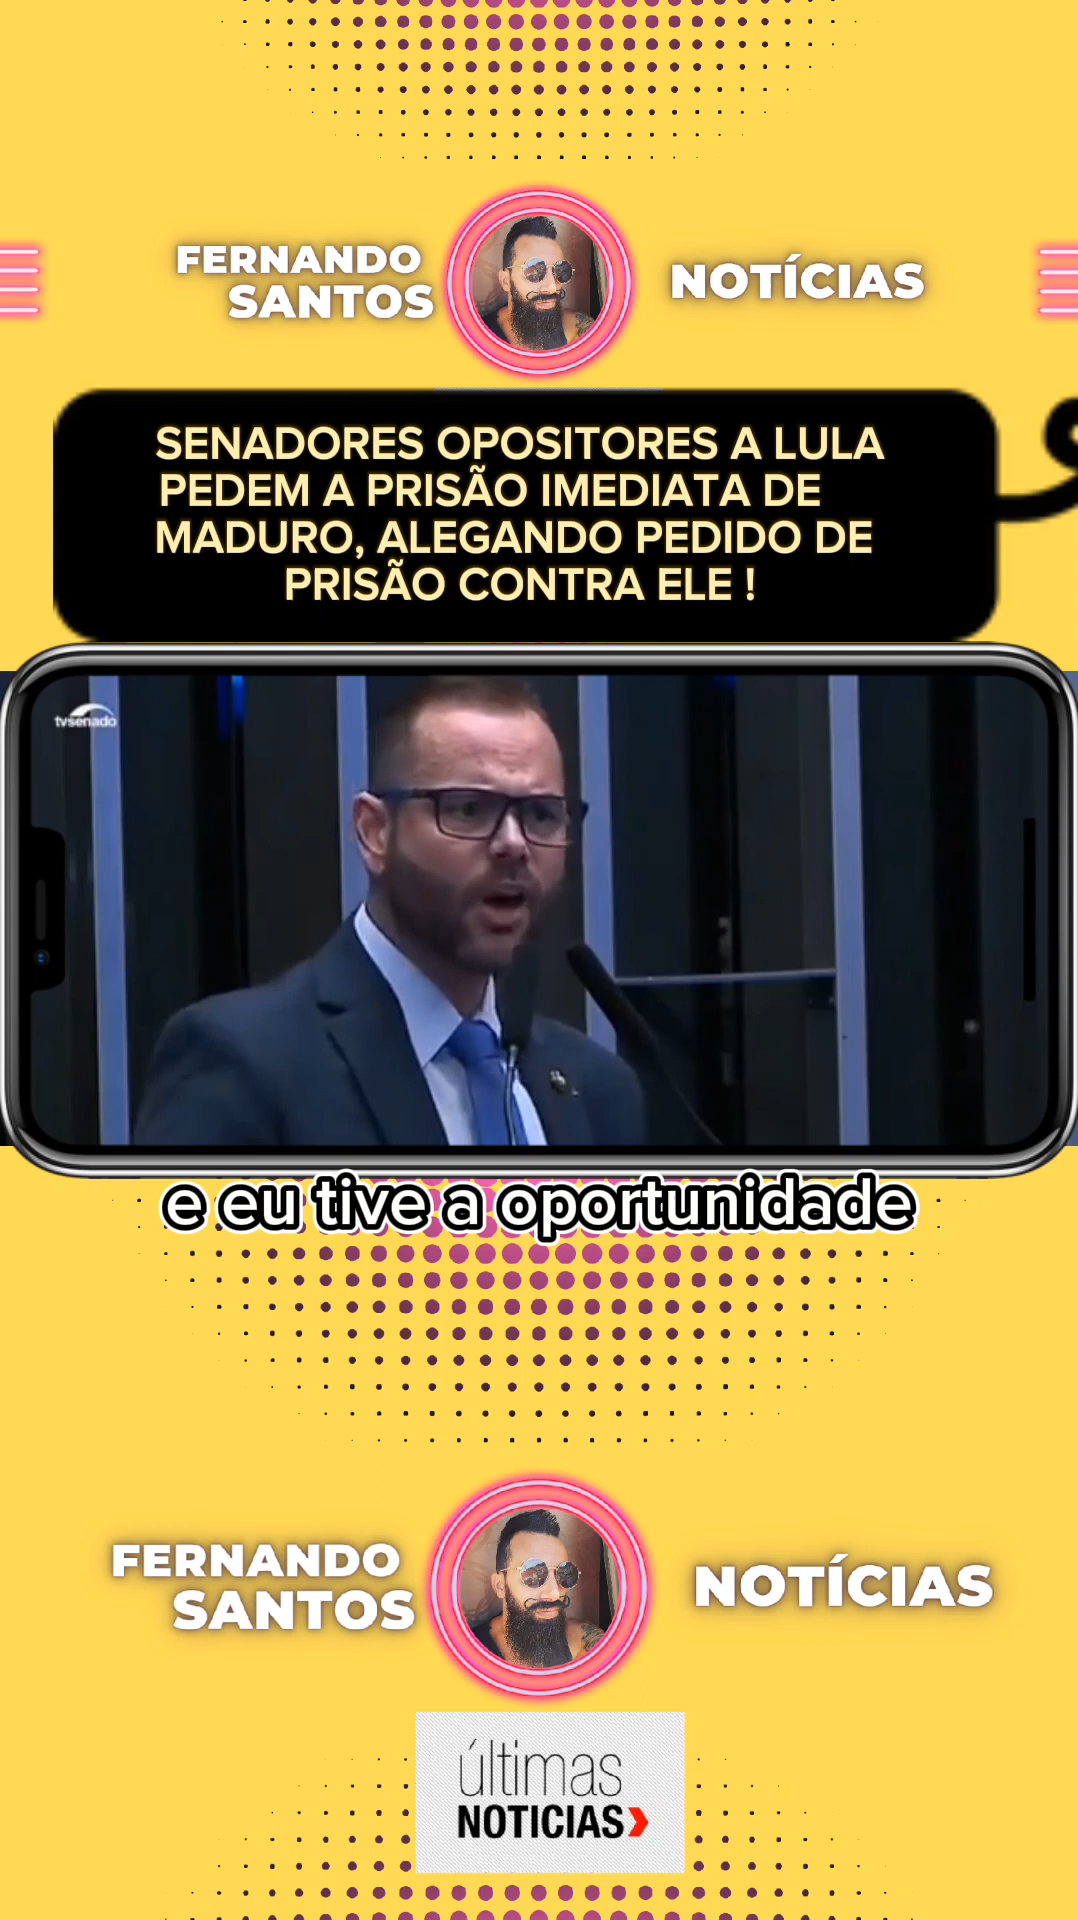 FERNANDO
SANTOS
NOTÍCIAS
SENADORES OPOSITORES A LULA
PEDEM A PRISÃO IMEDIATA DE
MADURO, ALEGANDO PEDIDO DE
PRISÃO CONTRA ELE !
tvsenado
e eu tive a oportunidade
FERNANDO
SANTOS
NOTÍCIAS
últimas
NOTICIAS